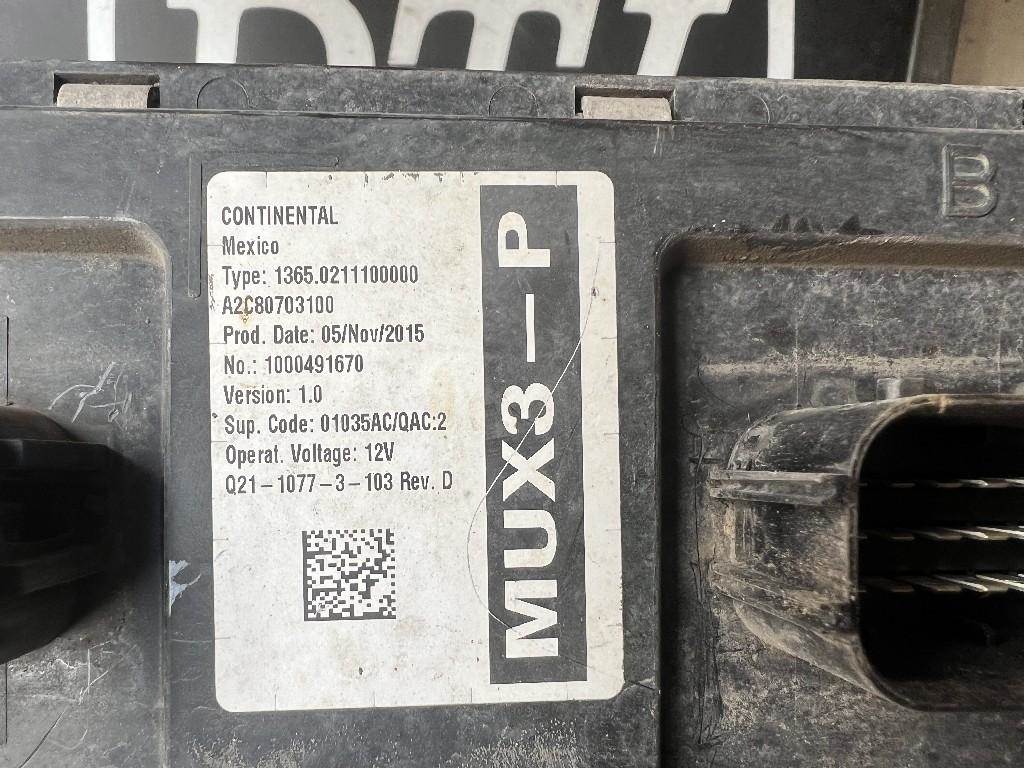 CONTINENTAL
Mexico
Type: 1365.0211100000
A2C80703100
Prod. Date: 05/Nov/2015
No.: 1000491670
Version: 1.0
Sup. Code: 01035AC/QAC:2
Operat. Voltage: 12V
Q21-1077-3-103 Rev. D
MUX3-P
B